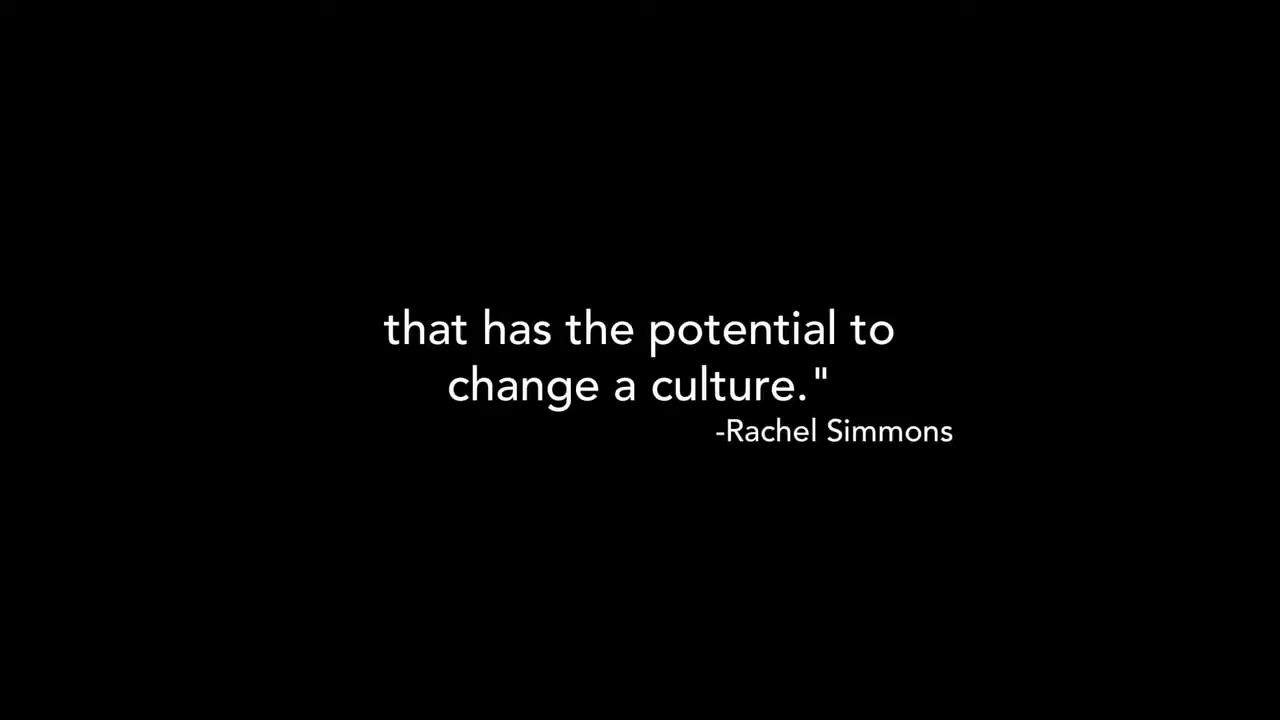 that has the potential to
change a culture."
-Rachel Simmons